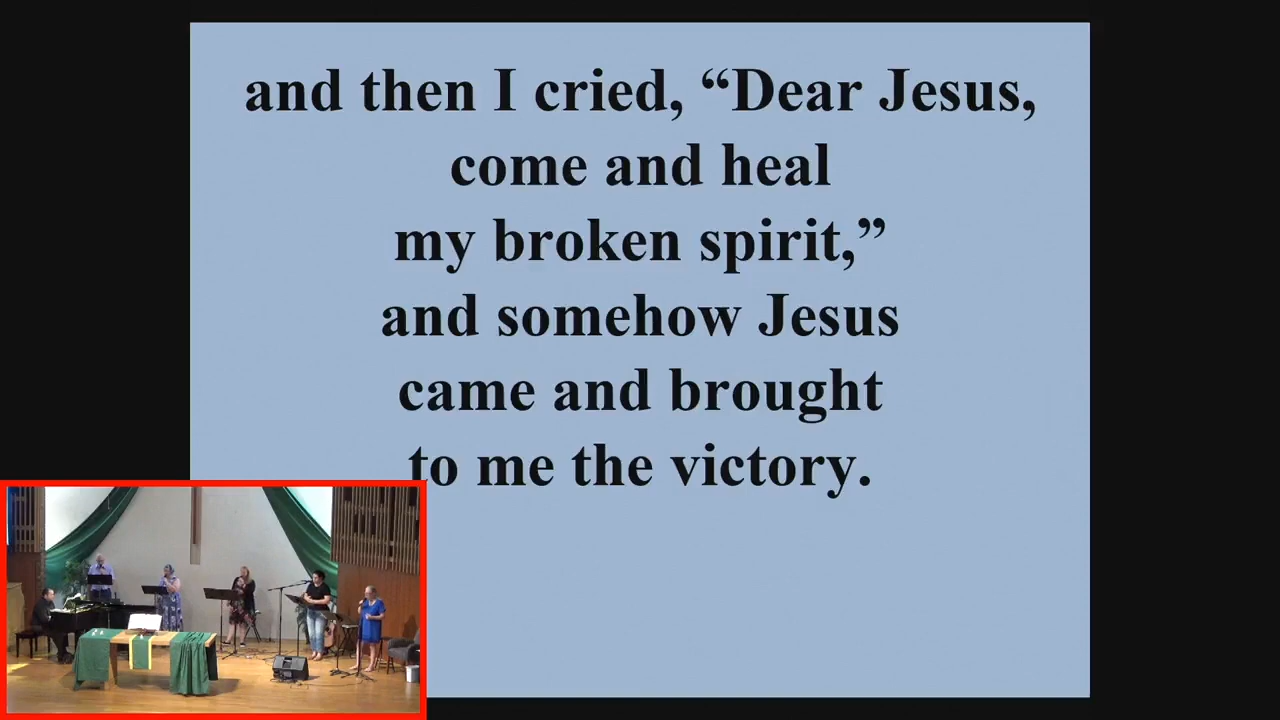 and then I cried, “Dear Jesus,
come and heal
my broken spirit,”
and somehow Jesus
came and brought
to me the victory.